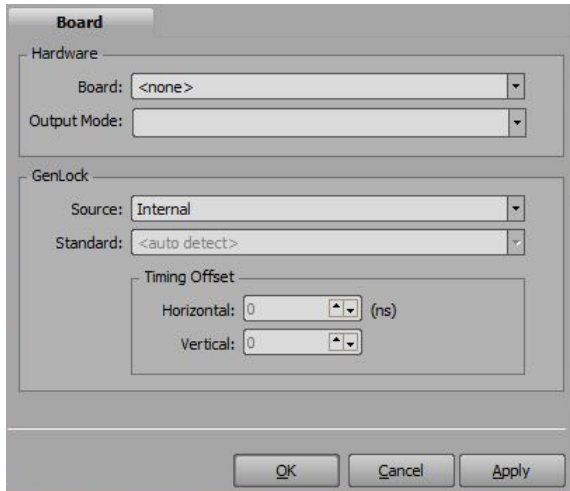 Board
Hardware
Board: <none>
Output Mode:
GenLock
Source: Internal
Standard: <auto detect>
Timing Offset
Horizontal: 0 (ns)
Vertical: 0
OK Cancel Apply